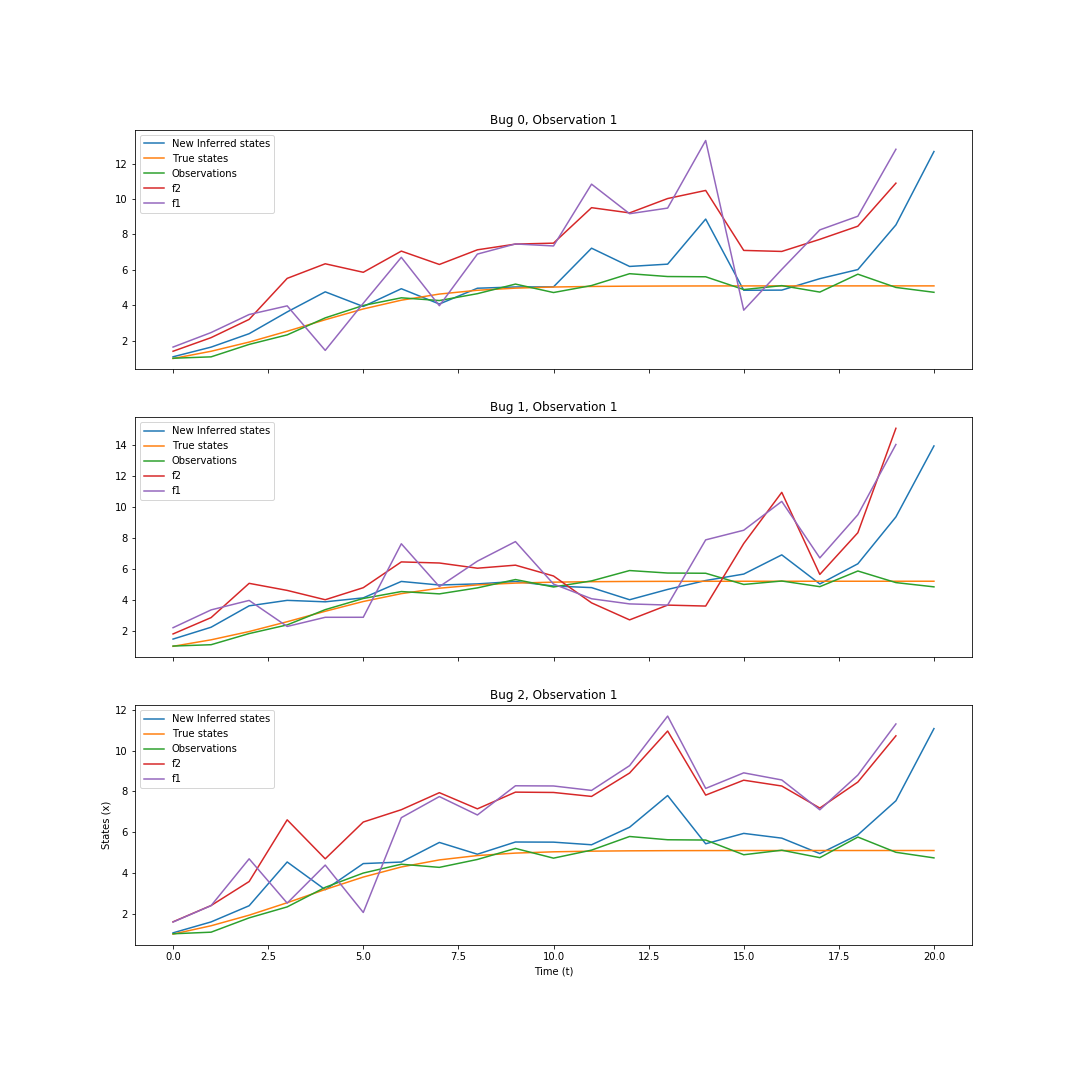 Bug 0, Observation 1
New Inferred states
True states
Observations
f2
f1
12
10
8
6
4
2
Bug 1, Observation 1
New Inferred states
True states
Observations
f2
f1
14
12
10
8
6
4
2
Bug 2, Observation 1
New Inferred states
True states
Observations
f2
f1
12
10
8
6
4
2
States (x)
0.0 2.5 5.0 7.5 10.0 12.5 15.0 17.5 20.0
Time (t)